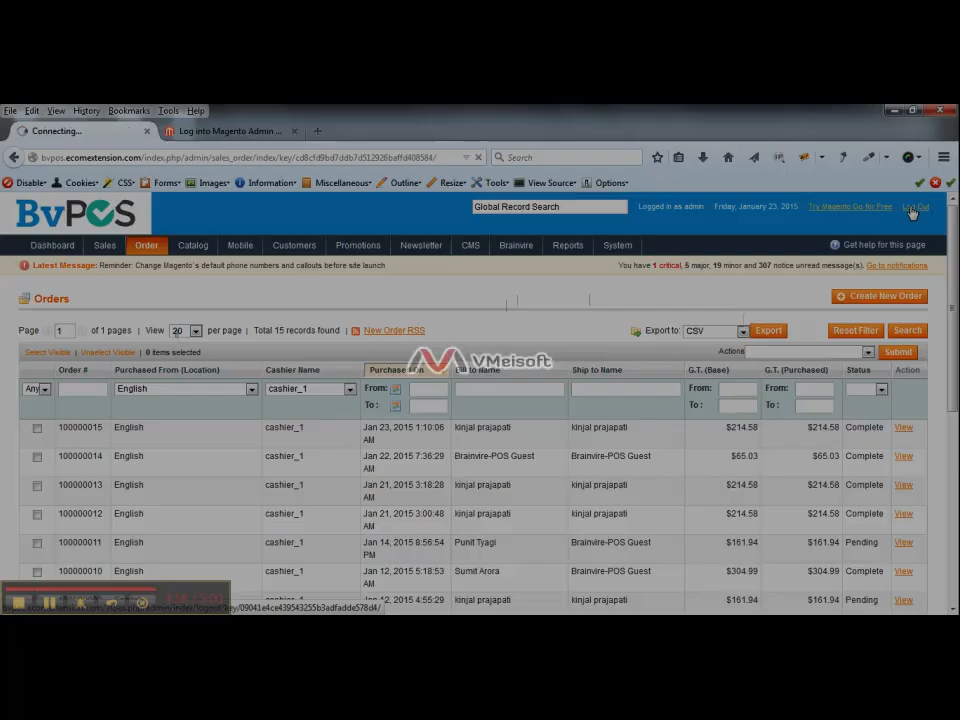 File Edit View History Bookmarks Tools Help
Connecting... Log into Magento Admin ...
bvpos.ecomextension.com/index.php/admin/sales_order/index/key/cd8cfd9bd7ddb7d512926baffd408584/ Search
Disable Cookies CSS Forms Images Information Miscellaneous Outline Resize Tools View Source Options
BvPOS
Global Record Search Logged in as admin Friday, January 23, 2015 Try Magento Go for Free Log Out
Dashboard Sales Order Catalog Mobile Customers Promotions Newsletter CMS Brainvire Reports System Get help for this page
Latest Message: Reminder: Change Magento's default phone numbers and callouts before site launch You have 1 critical, 5 major, 19 minor and 307 notice unread message(s). Go to notifications
Orders Create New Order
Page 1 of 1 pages View 20 per page Total 15 records found New Order RSS Export to: CSV Export Reset Filter Search
Select Visible Unselect Visible 0 items selected Actions Submit
VMeisoft
Order # Purchased From (Location) Cashier Name Purchased On Bill to Name Ship to Name G.T. (Base) G.T. (Purchased) Status Action
Any English cashier_1 From: From: From:
To : To : To :
100000015 English cashier_1 Jan 23, 2015 1:10:06 AM kinjal prajapati kinjal prajapati $214.58 $214.58 Complete View
100000014 English cashier_1 Jan 22, 2015 7:36:29 AM Brainvire-POS Guest Brainvire-POS Guest $65.03 $65.03 Complete View
100000013 English cashier_1 Jan 21, 2015 3:18:28 AM kinjal prajapati kinjal prajapati $214.58 $214.58 Complete View
100000012 English cashier_1 Jan 21, 2015 3:00:48 AM kinjal prajapati kinjal prajapati $214.58 $214.58 Complete View
100000011 English cashier_1 Jan 14, 2015 8:56:54 PM Punit Tyagi Brainvire-POS Guest $161.94 $161.94 Pending View
100000010 English cashier_1 Jan 12, 2015 5:18:53 AM Sumit Arora Brainvire-POS Guest $304.99 $304.99 Complete View
English cashier_1 2015 4:55:29 kinjal prajapati kinjal prajapati $161.94 $161.94 Pending View